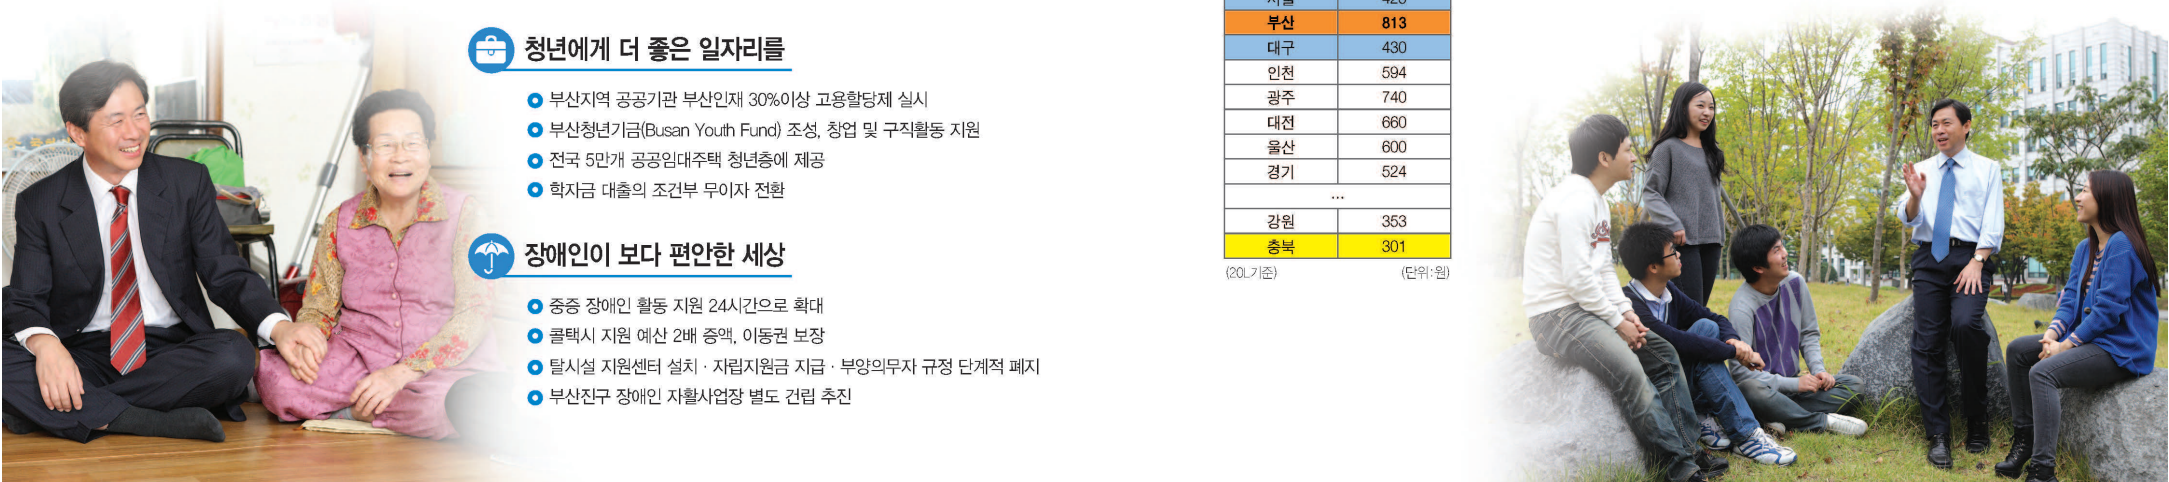 청년에게 더 좋은 일자리를
부산지역 공공기관 부산인재 30%이상 고용할당제 실시
부산청년기금(Busan Youth Fund) 조성, 창업 및 구직활동 지원
전국 5만개 공공임대주택 청년층에 제공
학자금 대출의 조건부 무이자 전환
장애인이 보다 편안한 세상
중증 장애인 활동 지원 24시간으로 확대
콜택시 지원 예산 2배 증액, 이동권 보장
탈시설 지원센터 설치 · 자립지원금 지급 · 부양의무자 규정 단계적 폐지
부산진구 장애인 자활사업장 별도 건립 추진
부산 813
대구 430
인천 594
광주 740
대전 660
울산 600
경기 524
...
강원 353
충북 301
(20L기준) (단위:원)